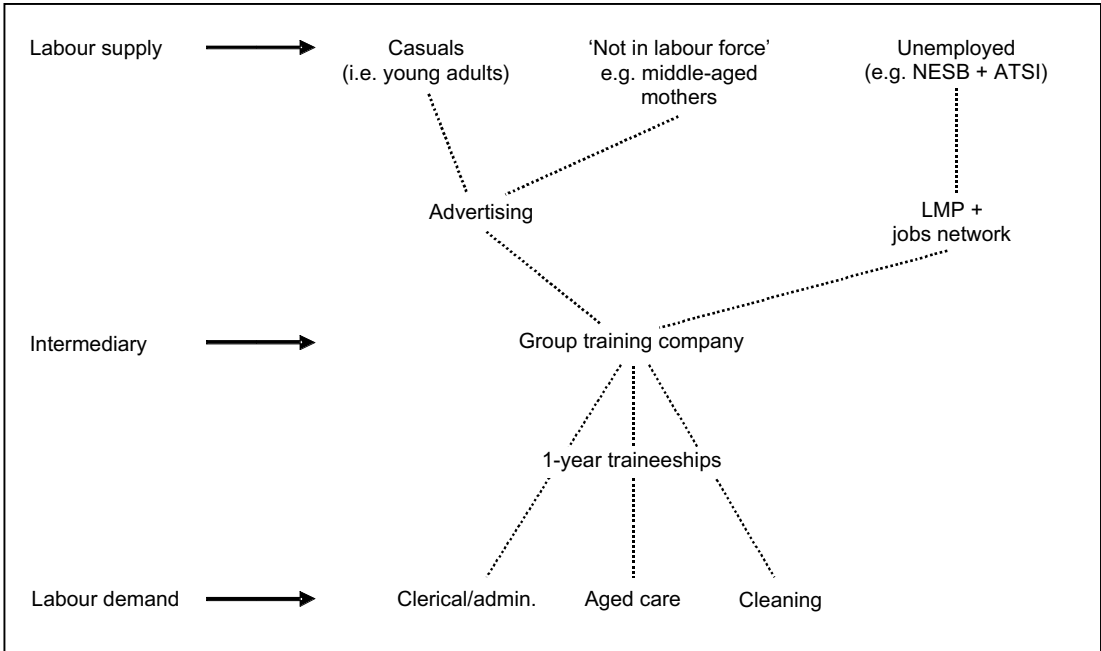 Labour supply
Casuals
(i.e. young adults)
‘Not in labour force’
e.g. middle-aged
mothers
Unemployed
(e.g. NESB + ATSI)
Advertising
LMP +
jobs network
Intermediary
Group training company
1-year traineeships
Labour demand
Clerical/admin.
Aged care
Cleaning